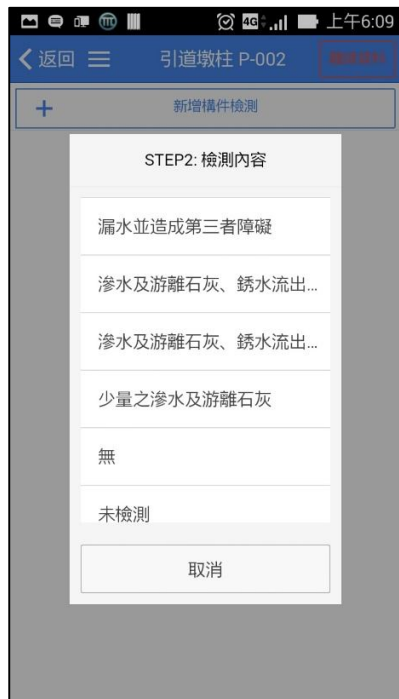 4G 上午6:09
返回 引道墩柱 P-002
新增構件檢測
STEP2: 檢測內容
漏水並造成第三者障礙
滲水及游離石灰、銹水流出...
滲水及游離石灰、銹水流出...
少量之滲水及游離石灰
無
未檢測
取消